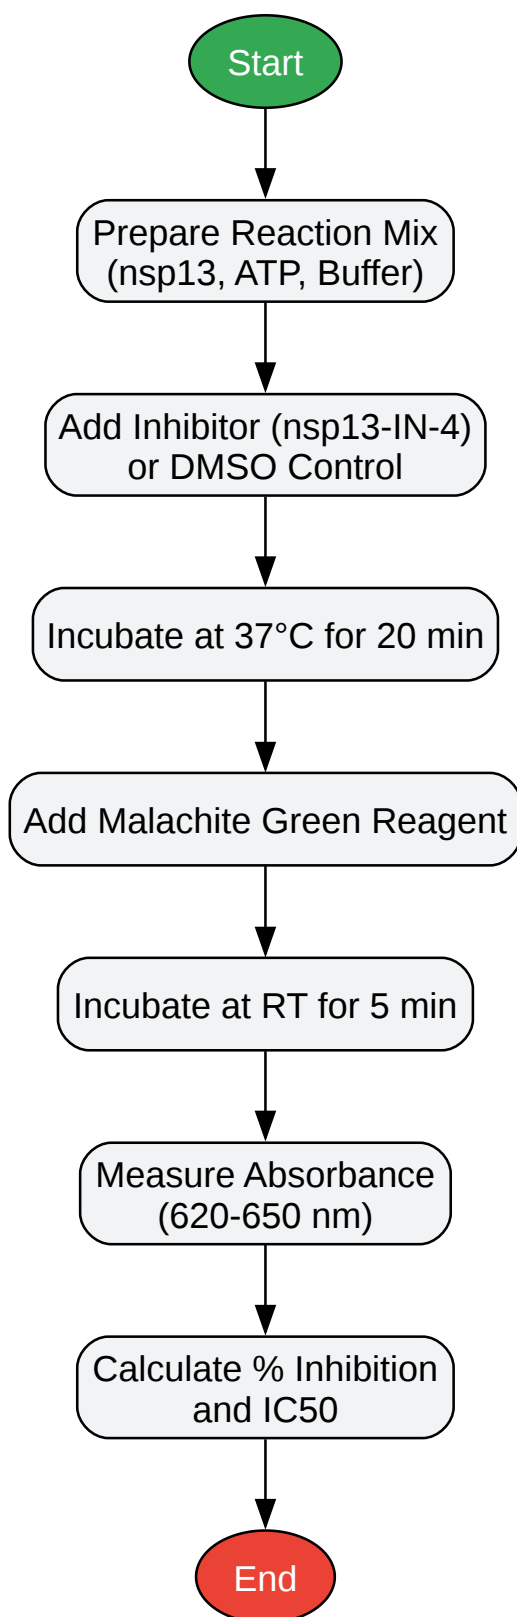 Start
Prepare Reaction Mix
(nsp13, ATP, Buffer)
Add Inhibitor (nsp13-IN-4)
or DMSO Control
Incubate at 37°C for 20 min
Add Malachite Green Reagent
Incubate at RT for 5 min
Measure Absorbance
(620-650 nm)
Calculate % Inhibition
and IC50
End